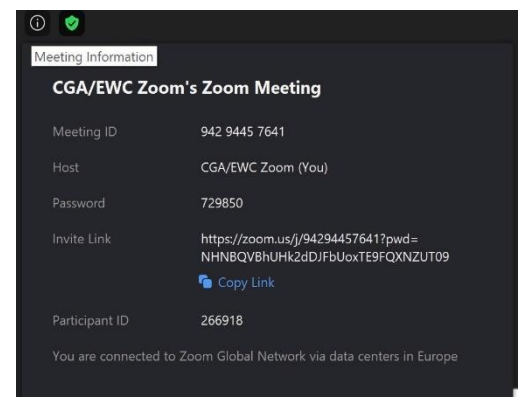 Meeting Information
CGA/EWC Zoom's Zoom Meeting
Meeting ID 942 9445 7641
Host CGA/EWC Zoom (You)
Password 729850
Invite Link https://zoom.us/j/94294457641?pwd=
NHNBQVBhUHk2dDJFbUoxTE9FQXNZUT09
Copy Link
Participant ID 266918
You are connected to Zoom Global Network via data centers in Europe